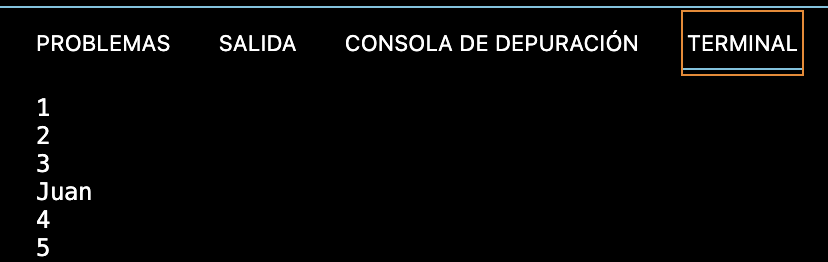 PROBLEMAS SALIDA CONSOLA DE DEPURACIÓN TERMINAL
1
2
3
Juan
4
5